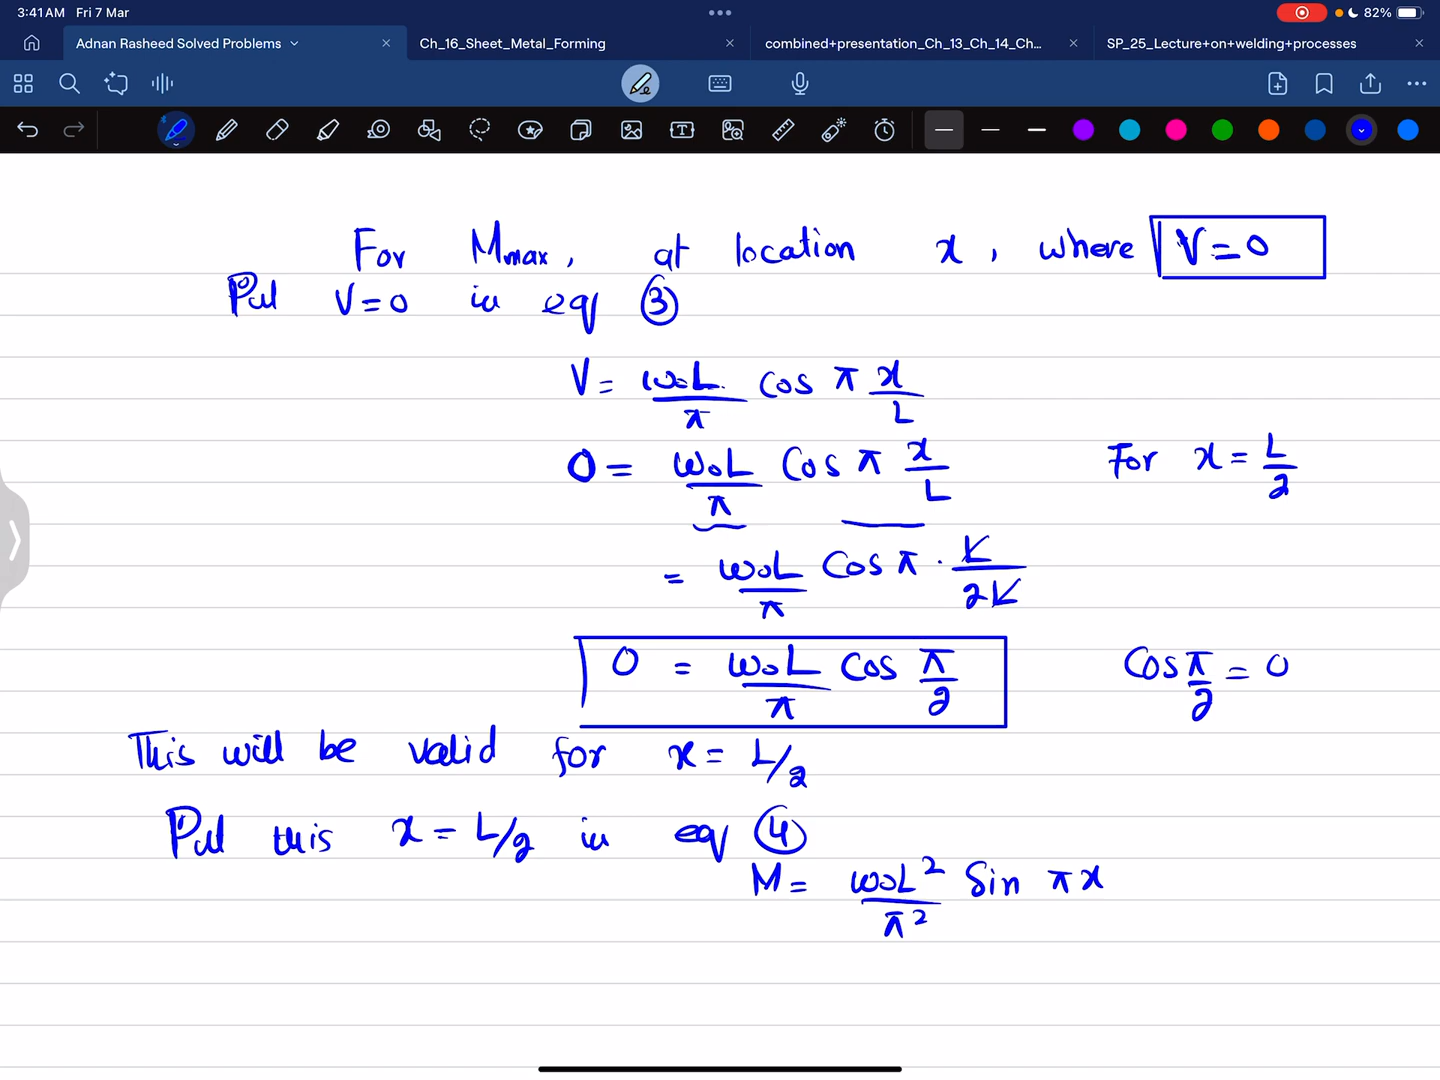 3:41 AM Fri 7 Mar
82%
Adnan Rasheed Solved Problems
Ch_16_Sheet_Metal_Forming
combined+presentation_Ch_13_Ch_14_Ch...
SP_25_Lecture+on+welding+processes
For Mmax, at location x, where V=0
Put V=0 in eq ③
V = w₀L/π cos π x/L
0 = w₀L/π cos π x/L For x = L/2
= w₀L/π cos π · L/2L
0 = w₀L/π cos π/2 cos π/2 = 0
This will be valid for x = L/2
Put this x = L/2 in eq ④
M = w₀L²/π² Sin πx